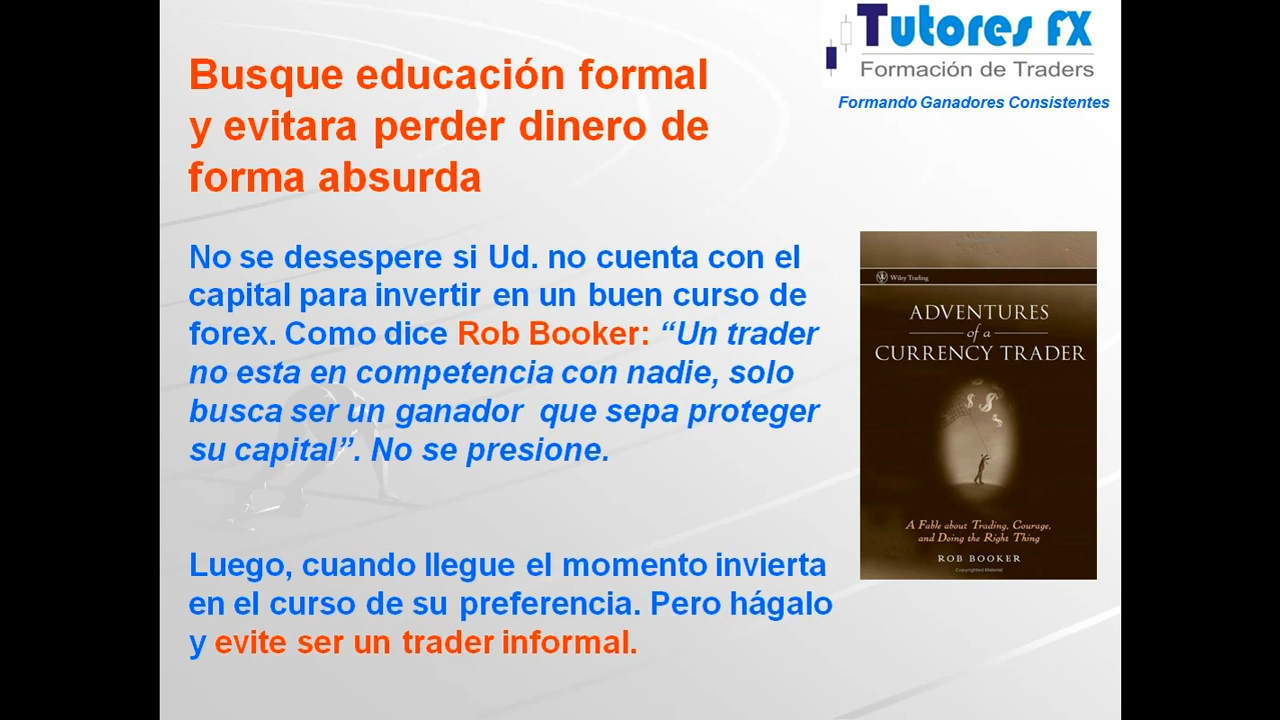 Tutores FX
Formación de Traders
Formando Ganadores Consistentes
Busque educación formal
y evitara perder dinero de
forma absurda
No se desespere si Ud. no cuenta con el
capital para invertir en un buen curso de
forex. Como dice Rob Booker: “Un trader
no esta en competencia con nadie, solo
busca ser un ganador  que sepa proteger
su capital”. No se presione.
Luego, cuando llegue el momento invierta
en el curso de su preferencia. Pero hágalo
y evite ser un trader informal.
Wiley Trading
ADVENTURES
of a
CURRENCY TRADER
$ $ $
A Fable about Trading, Courage,
and Doing the Right Thing
ROB BOOKER
Copyrighted Material